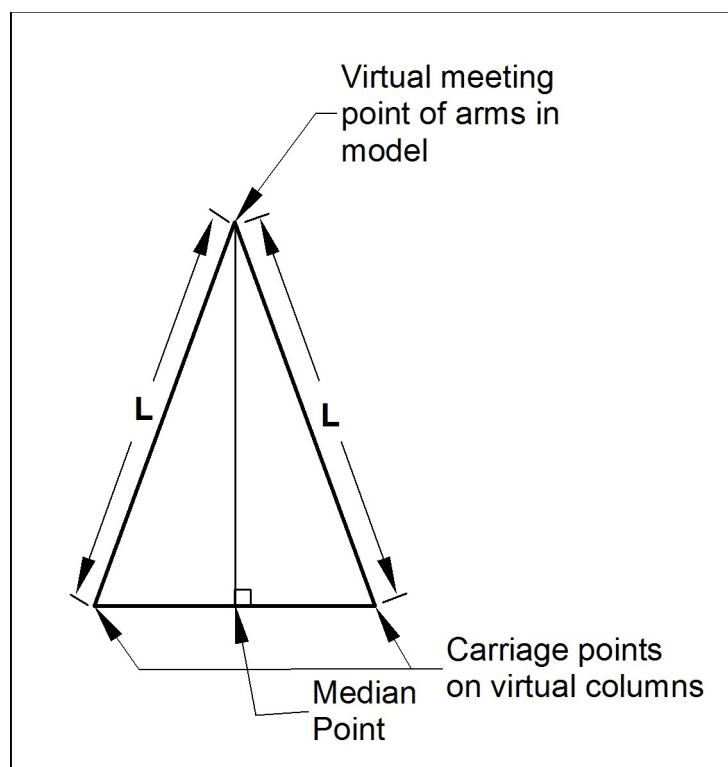 Virtual meeting
point of arms in
model
L
L
Carriage points
on virtual columns
Median
Point